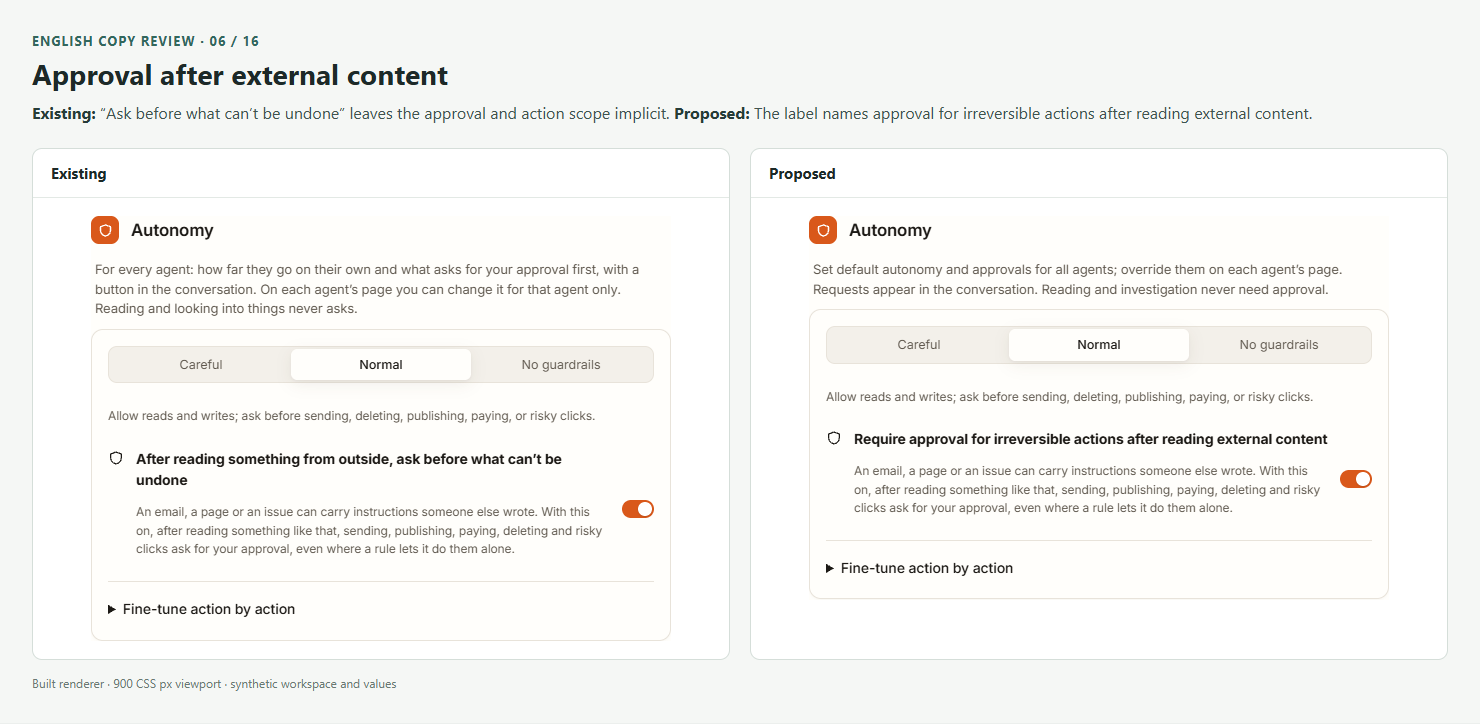 ENGLISH COPY REVIEW · 06 / 16
Approval after external content
Existing: “Ask before what can’t be undone” leaves the approval and action scope implicit. Proposed: The label names approval for irreversible actions after reading external content.
Existing
Autonomy
For every agent: how far they go on their own and what asks for your approval first, with a
button in the conversation. On each agent’s page you can change it for that agent only.
Reading and looking into things never asks.
Careful
Normal
No guardrails
Allow reads and writes; ask before sending, deleting, publishing, paying, or risky clicks.
After reading something from outside, ask before what can’t be
undone
An email, a page or an issue can carry instructions someone else wrote. With this
on, after reading something like that, sending, publishing, paying, deleting and risky
clicks ask for your approval, even where a rule lets it do them alone.
Fine-tune action by action
Proposed
Autonomy
Set default autonomy and approvals for all agents; override them on each agent’s page.
Requests appear in the conversation. Reading and investigation never need approval.
Careful
Normal
No guardrails
Allow reads and writes; ask before sending, deleting, publishing, paying, or risky clicks.
Require approval for irreversible actions after reading external content
An email, a page or an issue can carry instructions someone else wrote. With this
on, after reading something like that, sending, publishing, paying, deleting and risky
clicks ask for your approval, even where a rule lets it do them alone.
Fine-tune action by action
Built renderer · 900 CSS px viewport · synthetic workspace and values